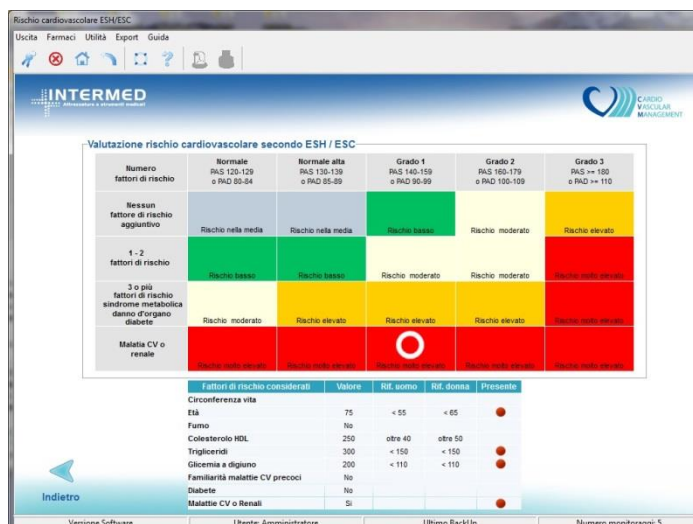 Rischio cardiovascolare ESH/ESC
Uscita Farmaci Utilità Export Guida
INTERMED
Attrezzature e strumenti medicali
CARDIO
VASCULAR
MANAGEMENT
Valutazione rischio cardiovascolare secondo ESH / ESC
Numero
fattori di rischio
Normale
PAS 120-129
o PAD 80-84
Normale alta
PAS 130-139
o PAD 85-89
Grado 1
PAS 140-159
o PAD 90-99
Grado 2
PAS 160-179
o PAD 100-109
Grado 3
PAS >= 180
o PAD >= 110
Nessun
fattore di rischio
aggiuntivo
Rischio nella media Rischio nella media Rischio basso Rischio moderato Rischio elevato
1 - 2
fattori di rischio
Rischio basso Rischio basso Rischio moderato Rischio moderato Rischio molto elevato
3 o più
fattori di rischio
sindrome metabolica
danno d'organo
diabete
Rischio moderato Rischio elevato Rischio elevato Rischio elevato Rischio molto elevato
Malattia CV o
renale
Rischio molto elevato Rischio molto elevato Rischio molto elevato Rischio molto elevato Rischio molto elevato
Fattori di rischio considerati Valore Rif. uomo Rif. donna Presente
Circonferenza vita
Età 75 < 55 < 65
Fumo No
Colesterolo HDL 250 oltre 40 oltre 50
Trigliceridi 300 < 150 < 150
Glicemia a digiuno 200 < 110 < 110
Familiarità malattie CV precoci No
Diabete No
Malattie CV o Renali Si
Indietro
Versione Software Utente: Amministratore Ultimo BackUp Numero monitoraggi: 5